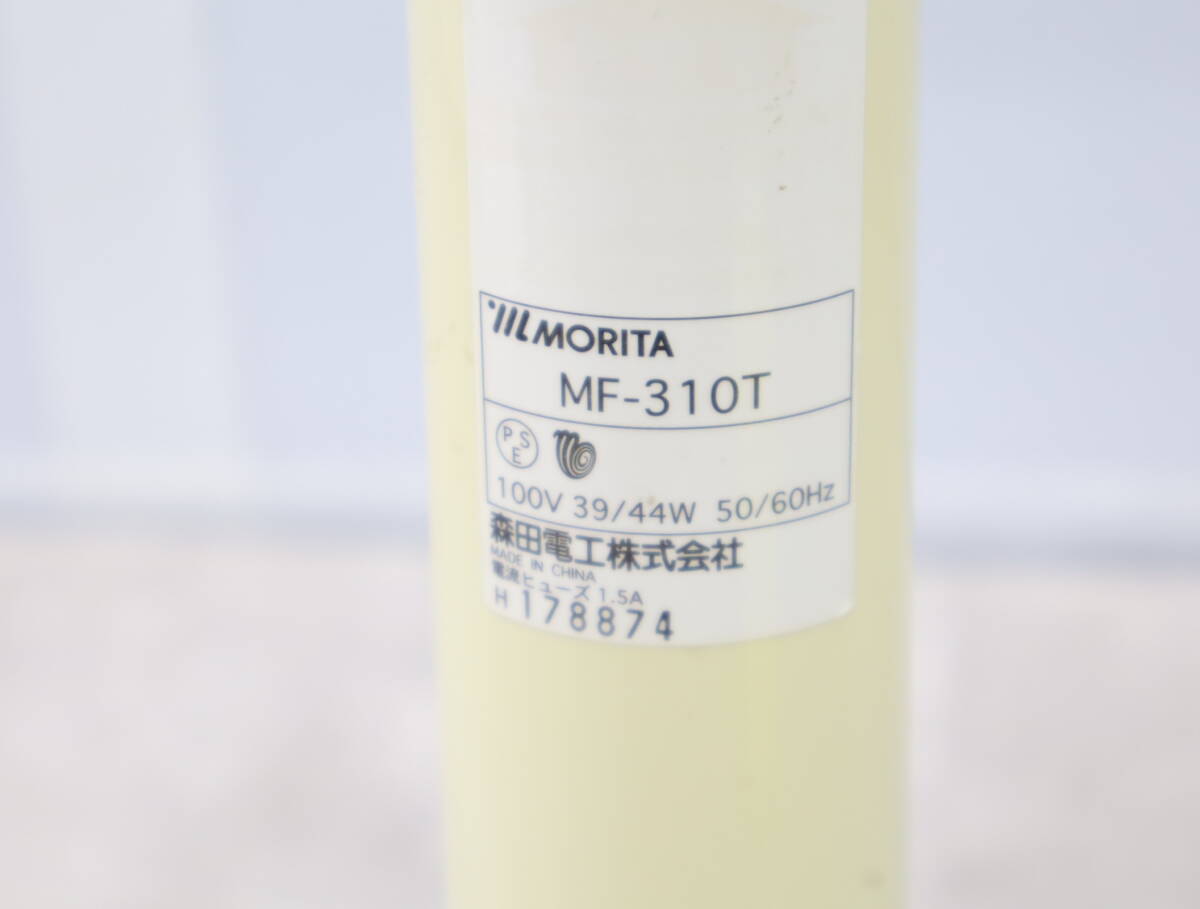 MORITA
MF-310T
PSE
100V 39/44W 50/60Hz
森田電工株式会社
MADE IN CHINA
電流ヒューズ 1.5A
H 178874